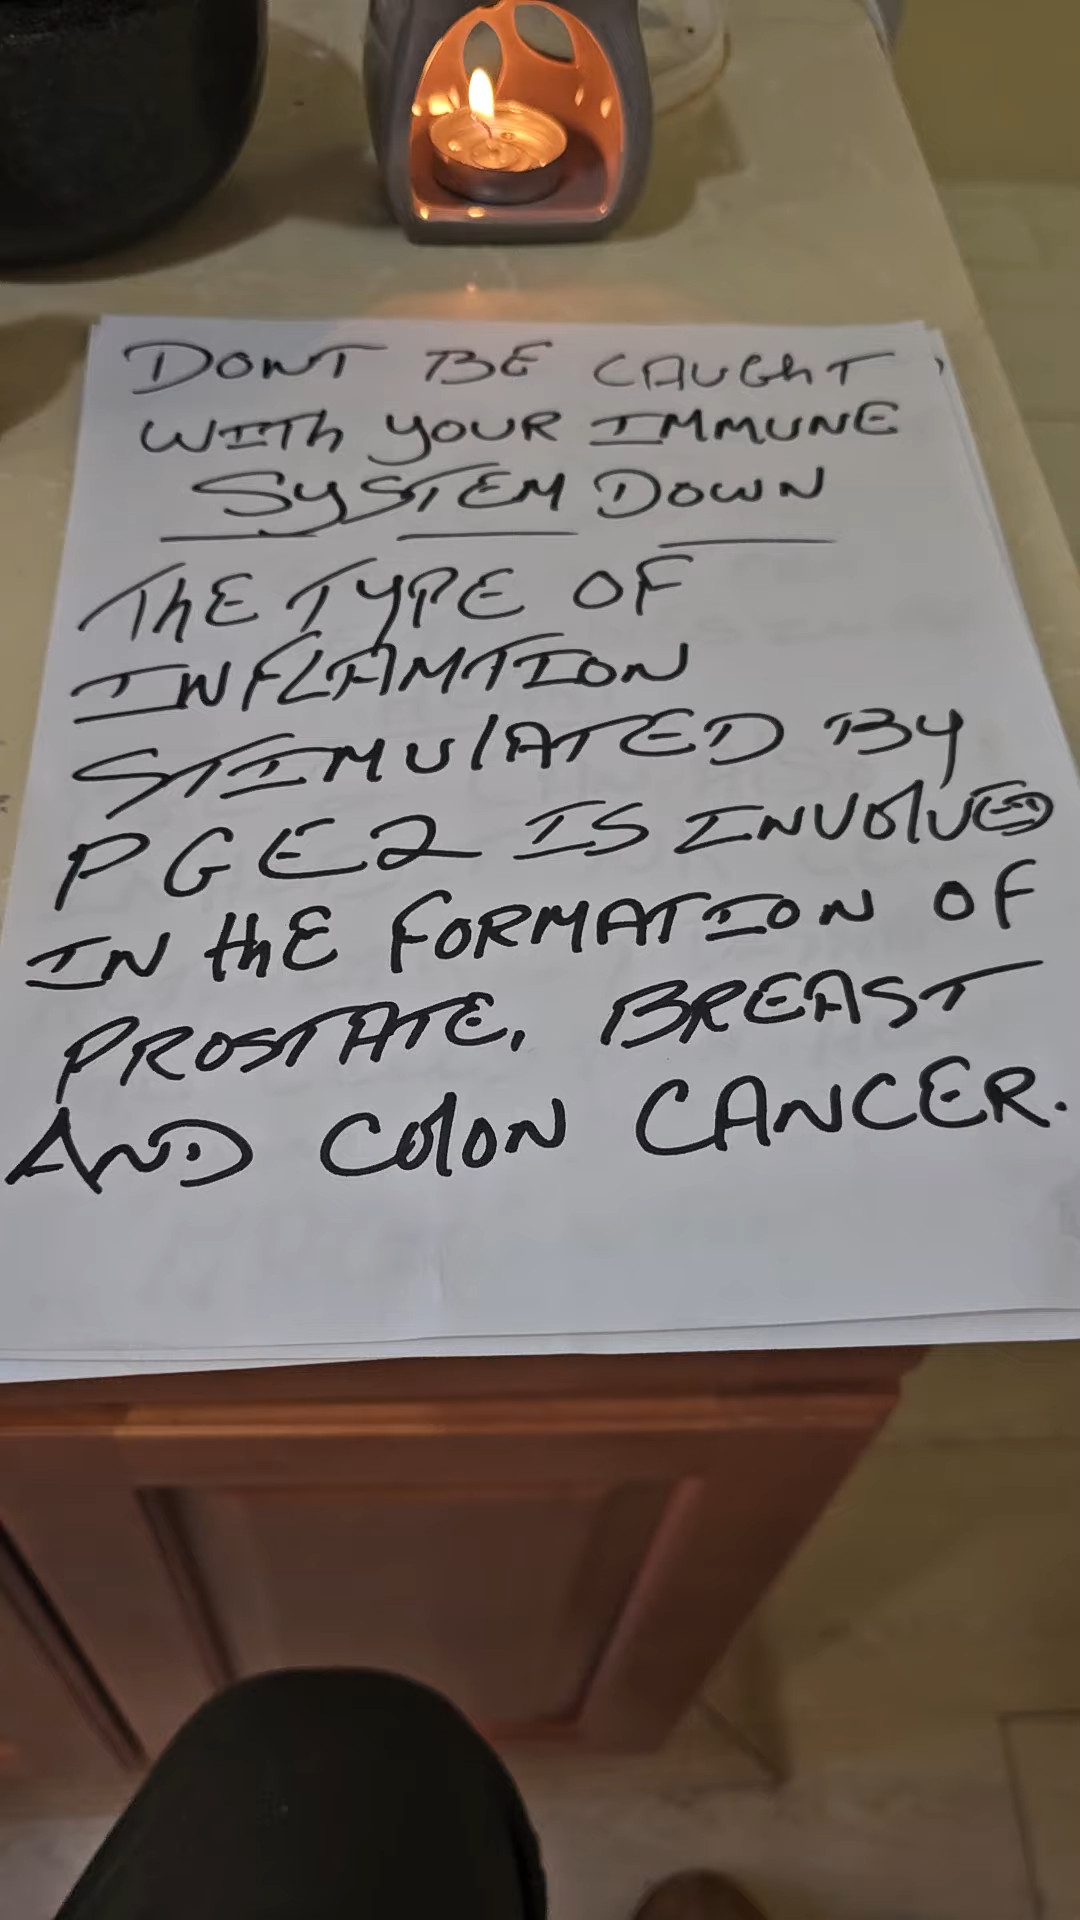 DONT BE CAUGHT
WITH YOUR IMMUNE
SYSTEM DOWN
THE TYPE OF
INFLAMTION
STIMULATED BY
PGE2 IS INVOLVED
IN THE FORMATION OF
PROSTATE, BREAST
AND COLON CANCER.